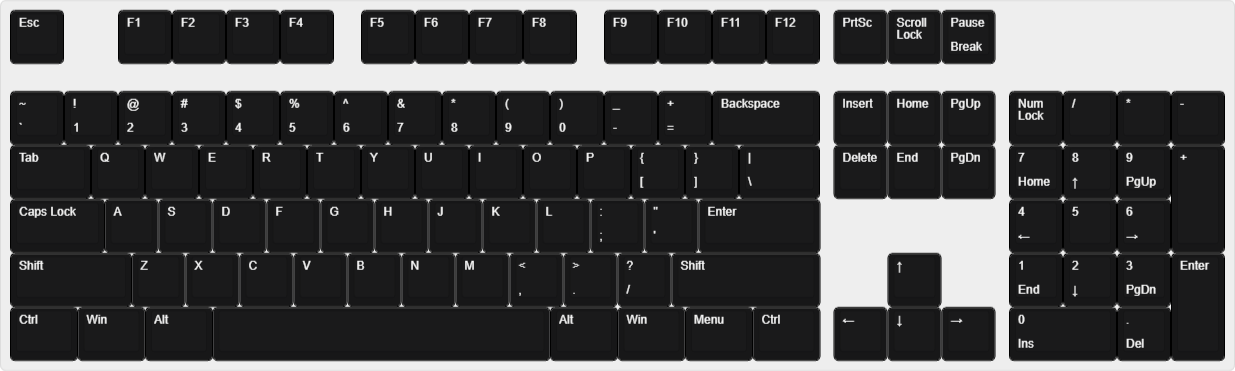 Esc F1 F2 F3 F4 F5 F6 F7 F8 F9 F10 F11 F12 PrtSc Scroll Pause
Lock
Break
~ ! @ # $ % ^ & * ( ) _ + Backspace Insert Home PgUp Num / * -
Lock
` 1 2 3 4 5 6 7 8 9 0 - =
Tab Q W E R T Y U I O P { } | Delete End PgDn 7 8 9 +
[ ] \ Home ↑ PgUp
Caps Lock A S D F G H J K L : " Enter 4 5 6
; ' ← →
Shift Z X C V B N M < > ? Shift ↑ 1 2 3 Enter
, . / End ↓ PgDn
Ctrl Win Alt Alt Win Menu Ctrl ← ↓ → 0 .
Ins Del